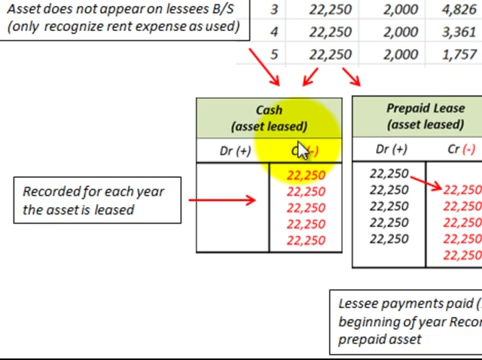 Asset does not appear on lessees B/S
(only recognize rent expense as used)
3 22,250 2,000 4,826
4 22,250 2,000 3,361
5 22,250 2,000 1,757
Cash
(asset leased)
Dr (+) (-)
22,250
22,250
22,250
22,250
22,250
Prepaid Lease
(asset leased)
Dr (+) Cr (-)
22,250
22,250 22,250
22,250 22,250
22,250 22,250
22,250 22,250
22,250
Recorded for each year
the asset is leased
Lessee payments paid (
beginning of year Recor
prepaid asset